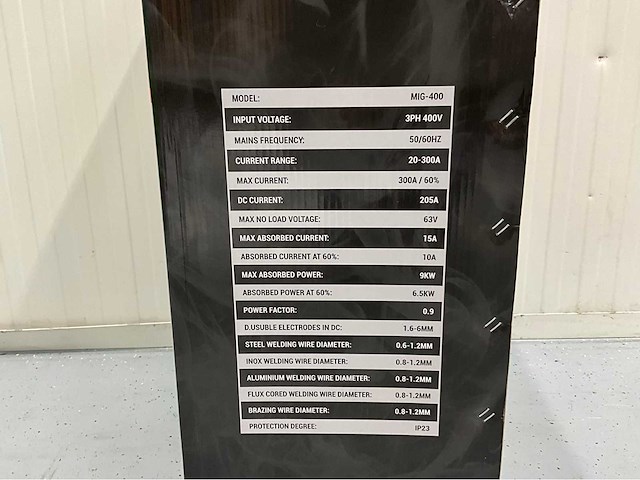 MODEL: MIG-400
INPUT VOLTAGE: 3PH 400V
MAINS FREQUENCY: 50/60HZ
CURRENT RANGE: 20-300A
MAX CURRENT: 300A / 60%
DC CURRENT: 205A
MAX NO LOAD VOLTAGE: 63V
MAX ABSORBED CURRENT: 15A
ABSORBED CURRENT AT 60%: 10A
MAX ABSORBED POWER: 9KW
ABSORBED POWER AT 60%: 6.5KW
POWER FACTOR: 0.9
D.USUBLE ELECTRODES IN DC: 1.6-6MM
STEEL WELDING WIRE DIAMETER: 0.6-1.2MM
INOX WELDING WIRE DIAMETER: 0.8-1.2MM
ALUMINIUM WELDING WIRE DIAMETER: 0.8-1.2MM
FLUX CORED WELDING WIRE DIAMETER: 0.8-1.2MM
BRAZING WIRE DIAMETER: 0.8-1.2MM
PROTECTION DEGREE: IP23